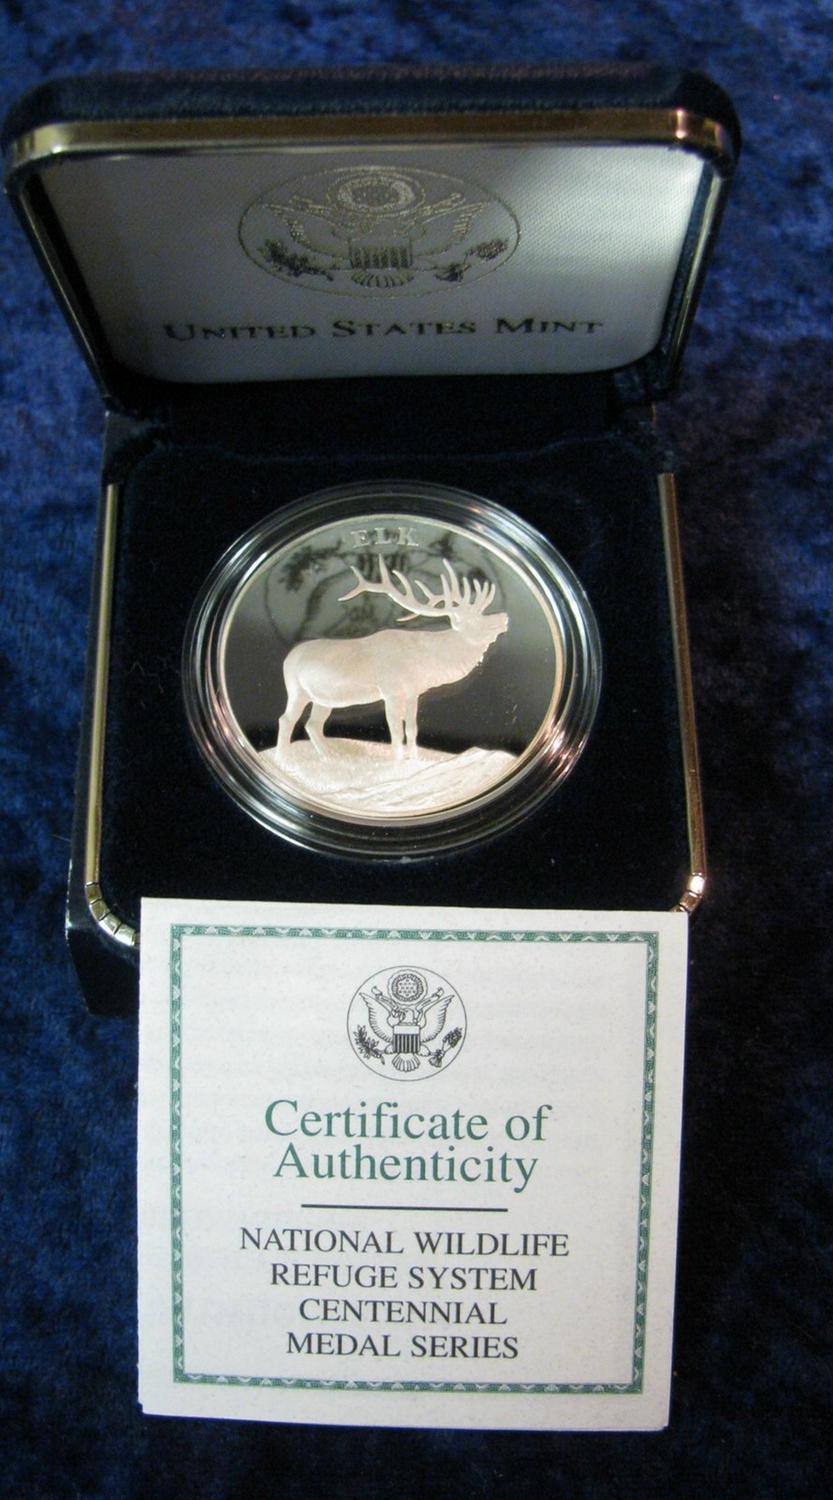 UNITED STATES MINT
ELK
Certificate of
Authenticity
NATIONAL WILDLIFE
REFUGE SYSTEM
CENTENNIAL
MEDAL SERIES